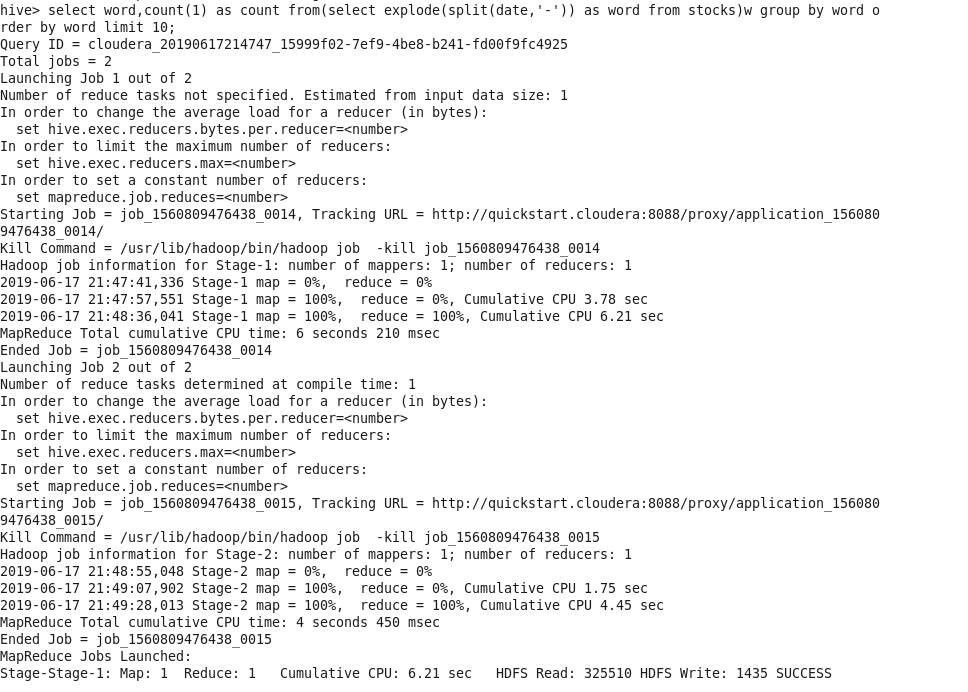 hive> select word,count(1) as count from(select explode(split(date,'-')) as word from stocks)w group by word o
rder by word limit 10;
Query ID = cloudera_20190617214747_15999f02-7ef9-4be8-b241-fd00f9fc4925
Total jobs = 2
Launching Job 1 out of 2
Number of reduce tasks not specified. Estimated from input data size: 1
In order to change the average load for a reducer (in bytes):
  set hive.exec.reducers.bytes.per.reducer=<number>
In order to limit the maximum number of reducers:
  set hive.exec.reducers.max=<number>
In order to set a constant number of reducers:
  set mapreduce.job.reduces=<number>
Starting Job = job_1560809476438_0014, Tracking URL = http://quickstart.cloudera:8088/proxy/application_156080
9476438_0014/
Kill Command = /usr/lib/hadoop/bin/hadoop job  -kill job_1560809476438_0014
Hadoop job information for Stage-1: number of mappers: 1; number of reducers: 1
2019-06-17 21:47:41,336 Stage-1 map = 0%,  reduce = 0%
2019-06-17 21:47:57,551 Stage-1 map = 100%,  reduce = 0%, Cumulative CPU 3.78 sec
2019-06-17 21:48:36,041 Stage-1 map = 100%,  reduce = 100%, Cumulative CPU 6.21 sec
MapReduce Total cumulative CPU time: 6 seconds 210 msec
Ended Job = job_1560809476438_0014
Launching Job 2 out of 2
Number of reduce tasks determined at compile time: 1
In order to change the average load for a reducer (in bytes):
  set hive.exec.reducers.bytes.per.reducer=<number>
In order to limit the maximum number of reducers:
  set hive.exec.reducers.max=<number>
In order to set a constant number of reducers:
  set mapreduce.job.reduces=<number>
Starting Job = job_1560809476438_0015, Tracking URL = http://quickstart.cloudera:8088/proxy/application_156080
9476438_0015/
Kill Command = /usr/lib/hadoop/bin/hadoop job  -kill job_1560809476438_0015
Hadoop job information for Stage-2: number of mappers: 1; number of reducers: 1
2019-06-17 21:48:55,048 Stage-2 map = 0%,  reduce = 0%
2019-06-17 21:49:07,902 Stage-2 map = 100%,  reduce = 0%, Cumulative CPU 1.75 sec
2019-06-17 21:49:28,013 Stage-2 map = 100%,  reduce = 100%, Cumulative CPU 4.45 sec
MapReduce Total cumulative CPU time: 4 seconds 450 msec
Ended Job = job_1560809476438_0015
MapReduce Jobs Launched:
Stage-Stage-1: Map: 1  Reduce: 1   Cumulative CPU: 6.21 sec   HDFS Read: 325510 HDFS Write: 1435 SUCCESS